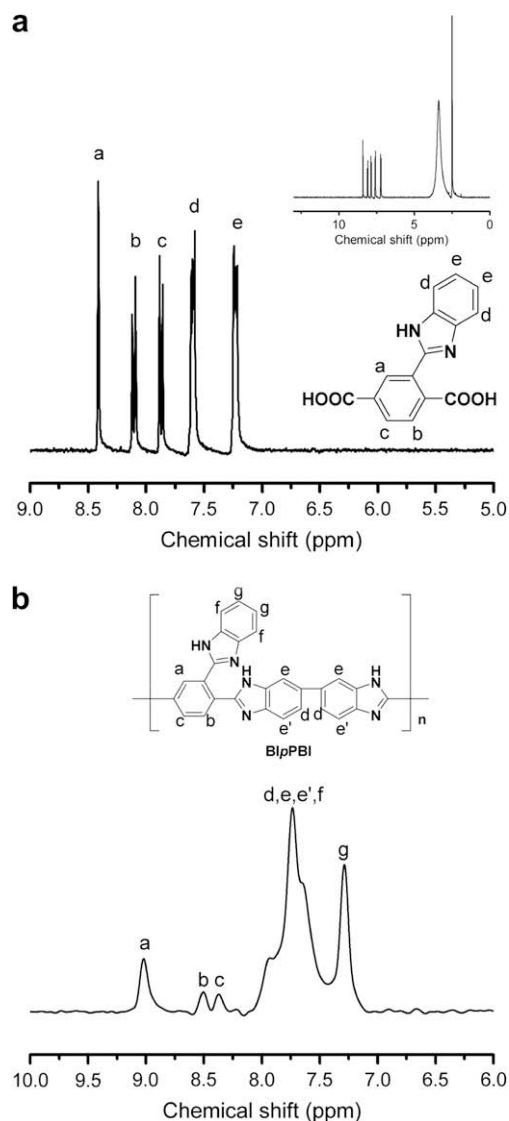 a
a
b
c
d
e
10
5
0
Chemical shift (ppm)
e
d
e
HN
N
d
a
HOOC
COOH
c
b
9.0 8.5 8.0 7.5 7.0 6.5 6.0 5.5 5.0
Chemical shift (ppm)
b
g
f
g
HN
N
f
a
H
N
e
e
H
N
c
b
N
d
d
N
e'
e'
n
BIpPBI
d,e,e',f
g
a
b
c
10.0 9.5 9.0 8.5 8.0 7.5 7.0 6.5 6.0
Chemical shift (ppm)